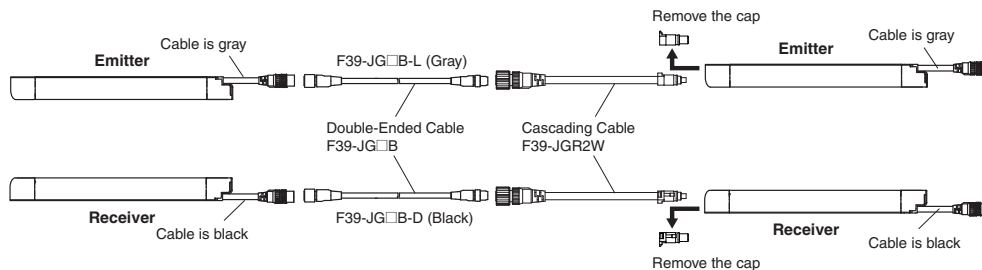 Remove the cap
Cable is gray
Emitter
F39-JG□B-L (Gray)
Emitter
Cable is gray
Double-Ended Cable
F39-JG□B
Cascading Cable
F39-JGR2W
Receiver
Cable is black
F39-JG□B-D (Black)
Receiver
Cable is black
Remove the cap